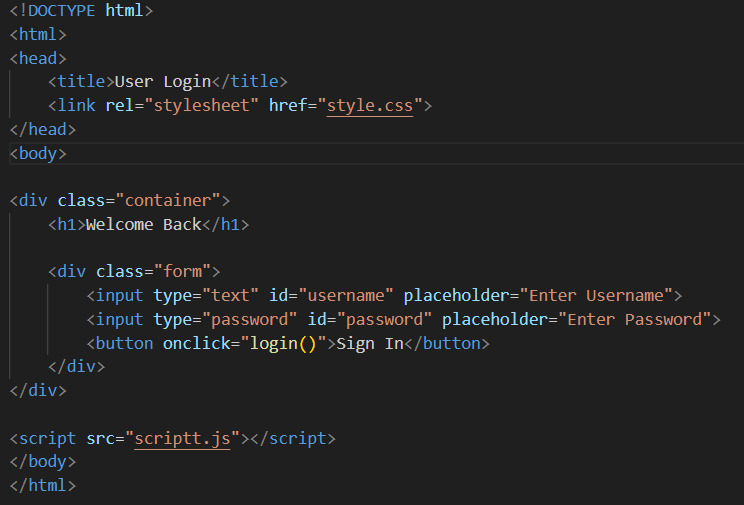 <!DOCTYPE html>
<html>
<head>
    <title>User Login</title>
    <link rel="stylesheet" href="style.css">
</head>
<body>

<div class="container">
    <h1>Welcome Back</h1>

    <div class="form">
        <input type="text" id="username" placeholder="Enter Username">
        <input type="password" id="password" placeholder="Enter Password">
        <button onclick="login()">Sign In</button>
    </div>
</div>

<script src="scriptt.js"></script>
</body>
</html>